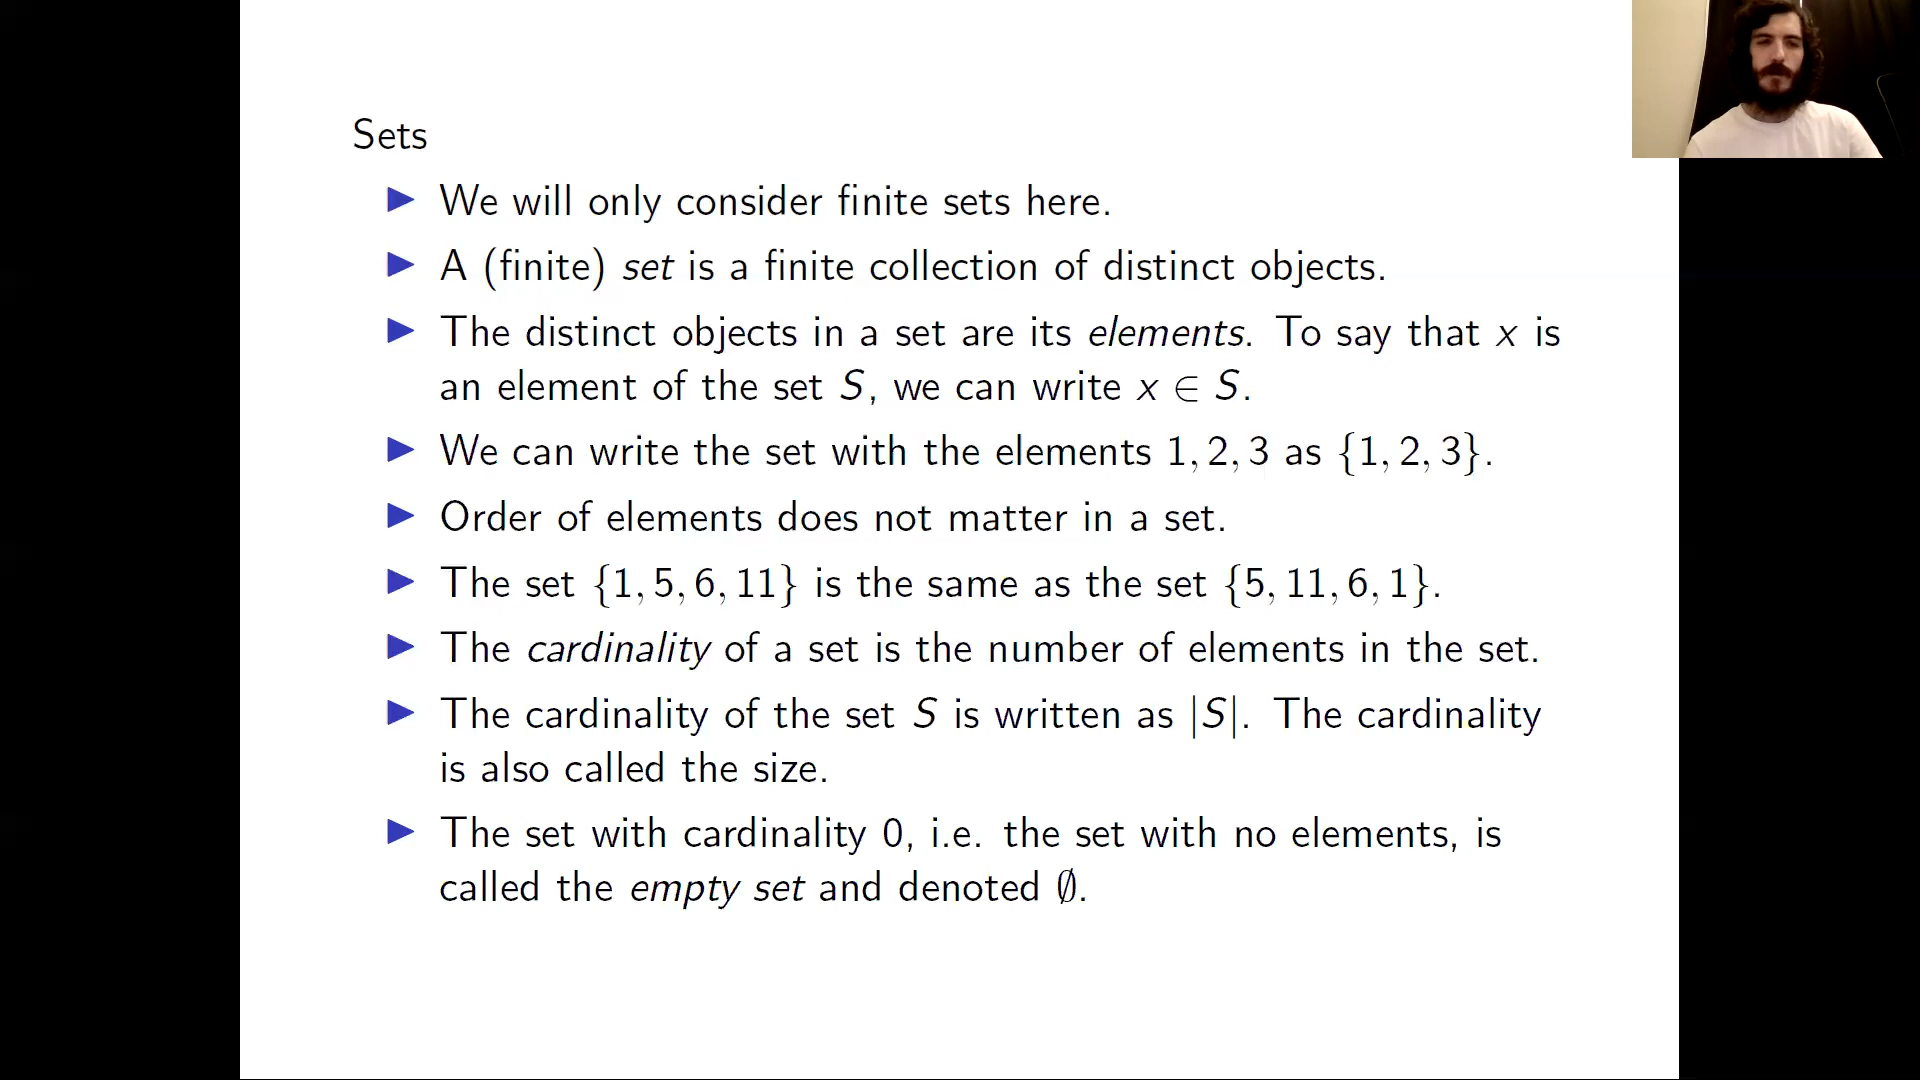 Sets
▶ We will only consider finite sets here.
▶ A (finite) set is a finite collection of distinct objects.
▶ The distinct objects in a set are its elements. To say that x is
an element of the set S, we can write x ∈ S.
▶ We can write the set with the elements 1, 2, 3 as {1, 2, 3}.
▶ Order of elements does not matter in a set.
▶ The set {1, 5, 6, 11} is the same as the set {5, 11, 6, 1}.
▶ The cardinality of a set is the number of elements in the set.
▶ The cardinality of the set S is written as |S|. The cardinality
is also called the size.
▶ The set with cardinality 0, i.e. the set with no elements, is
called the empty set and denoted ∅.